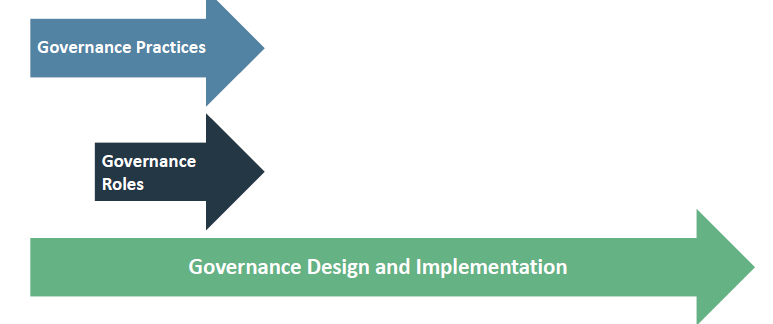 Governance Practices
Governance
Roles
Governance Design and Implementation